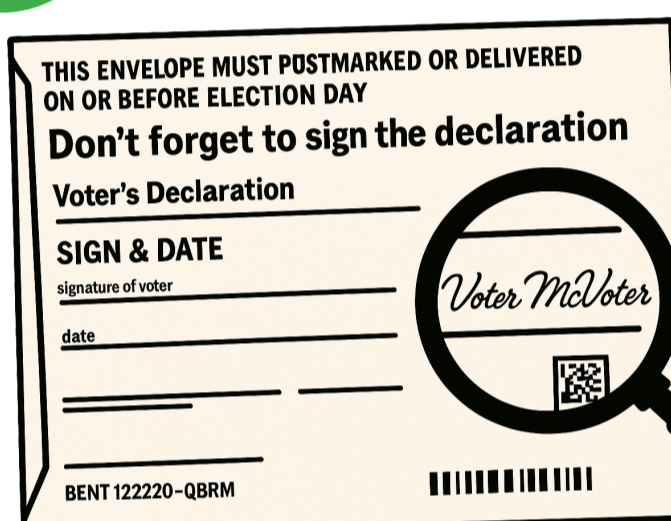 THIS ENVELOPE MUST POSTMARKED OR DELIVERED
ON OR BEFORE ELECTION DAY
Don't forget to sign the declaration
Voter's Declaration
SIGN & DATE
signature of voter
Voter McVoter
date
BENT 122220-QBRM